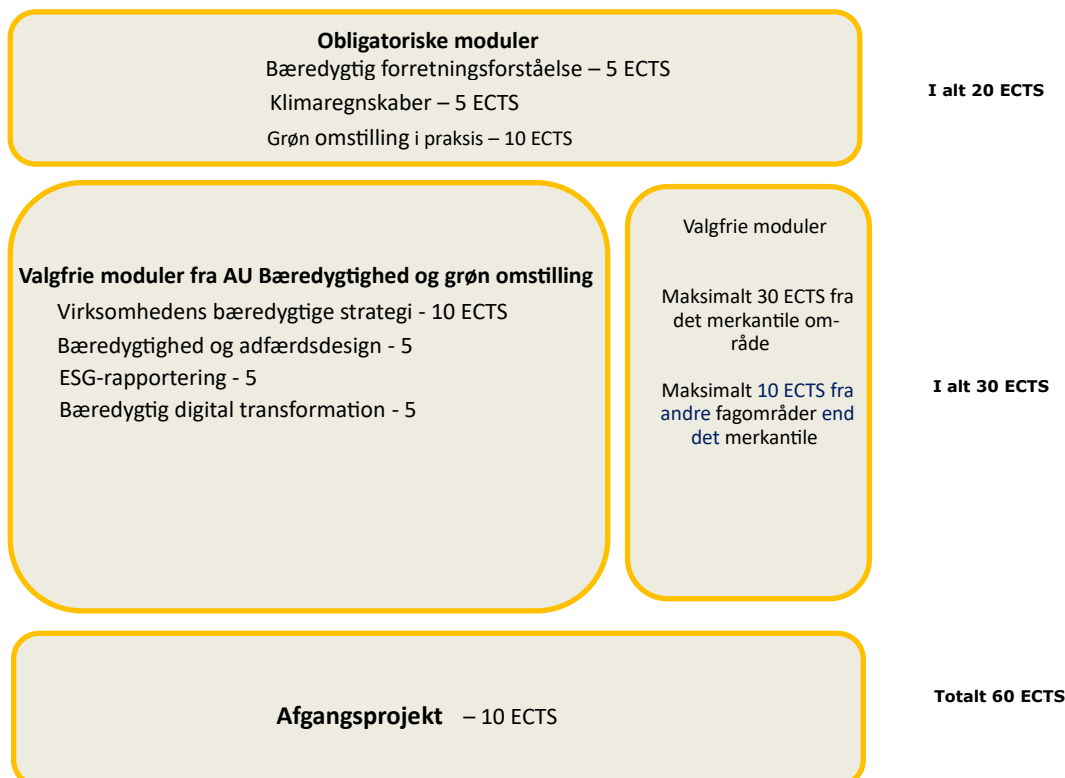 Obligatoriske moduler
Bæredygtig forretningsforståelse – 5 ECTS
Klimaregnskaber – 5 ECTS
Grøn omstilling i praksis – 10 ECTS
I alt 20 ECTS
Valgfrie moduler fra AU Bæredygtighed og grøn omstilling
Virksomhedens bæredygtige strategi - 10 ECTS
Bæredygtighed og adfærdsdesign - 5
ESG-rapportering - 5
Bæredygtig digital transformation - 5
Valgfrie moduler
Maksimalt 30 ECTS fra
det merkantile om-
råde
Maksimalt 10 ECTS fra
andre fagområder end
det merkantile
I alt 30 ECTS
Afgangsprojekt – 10 ECTS
Totalt 60 ECTS